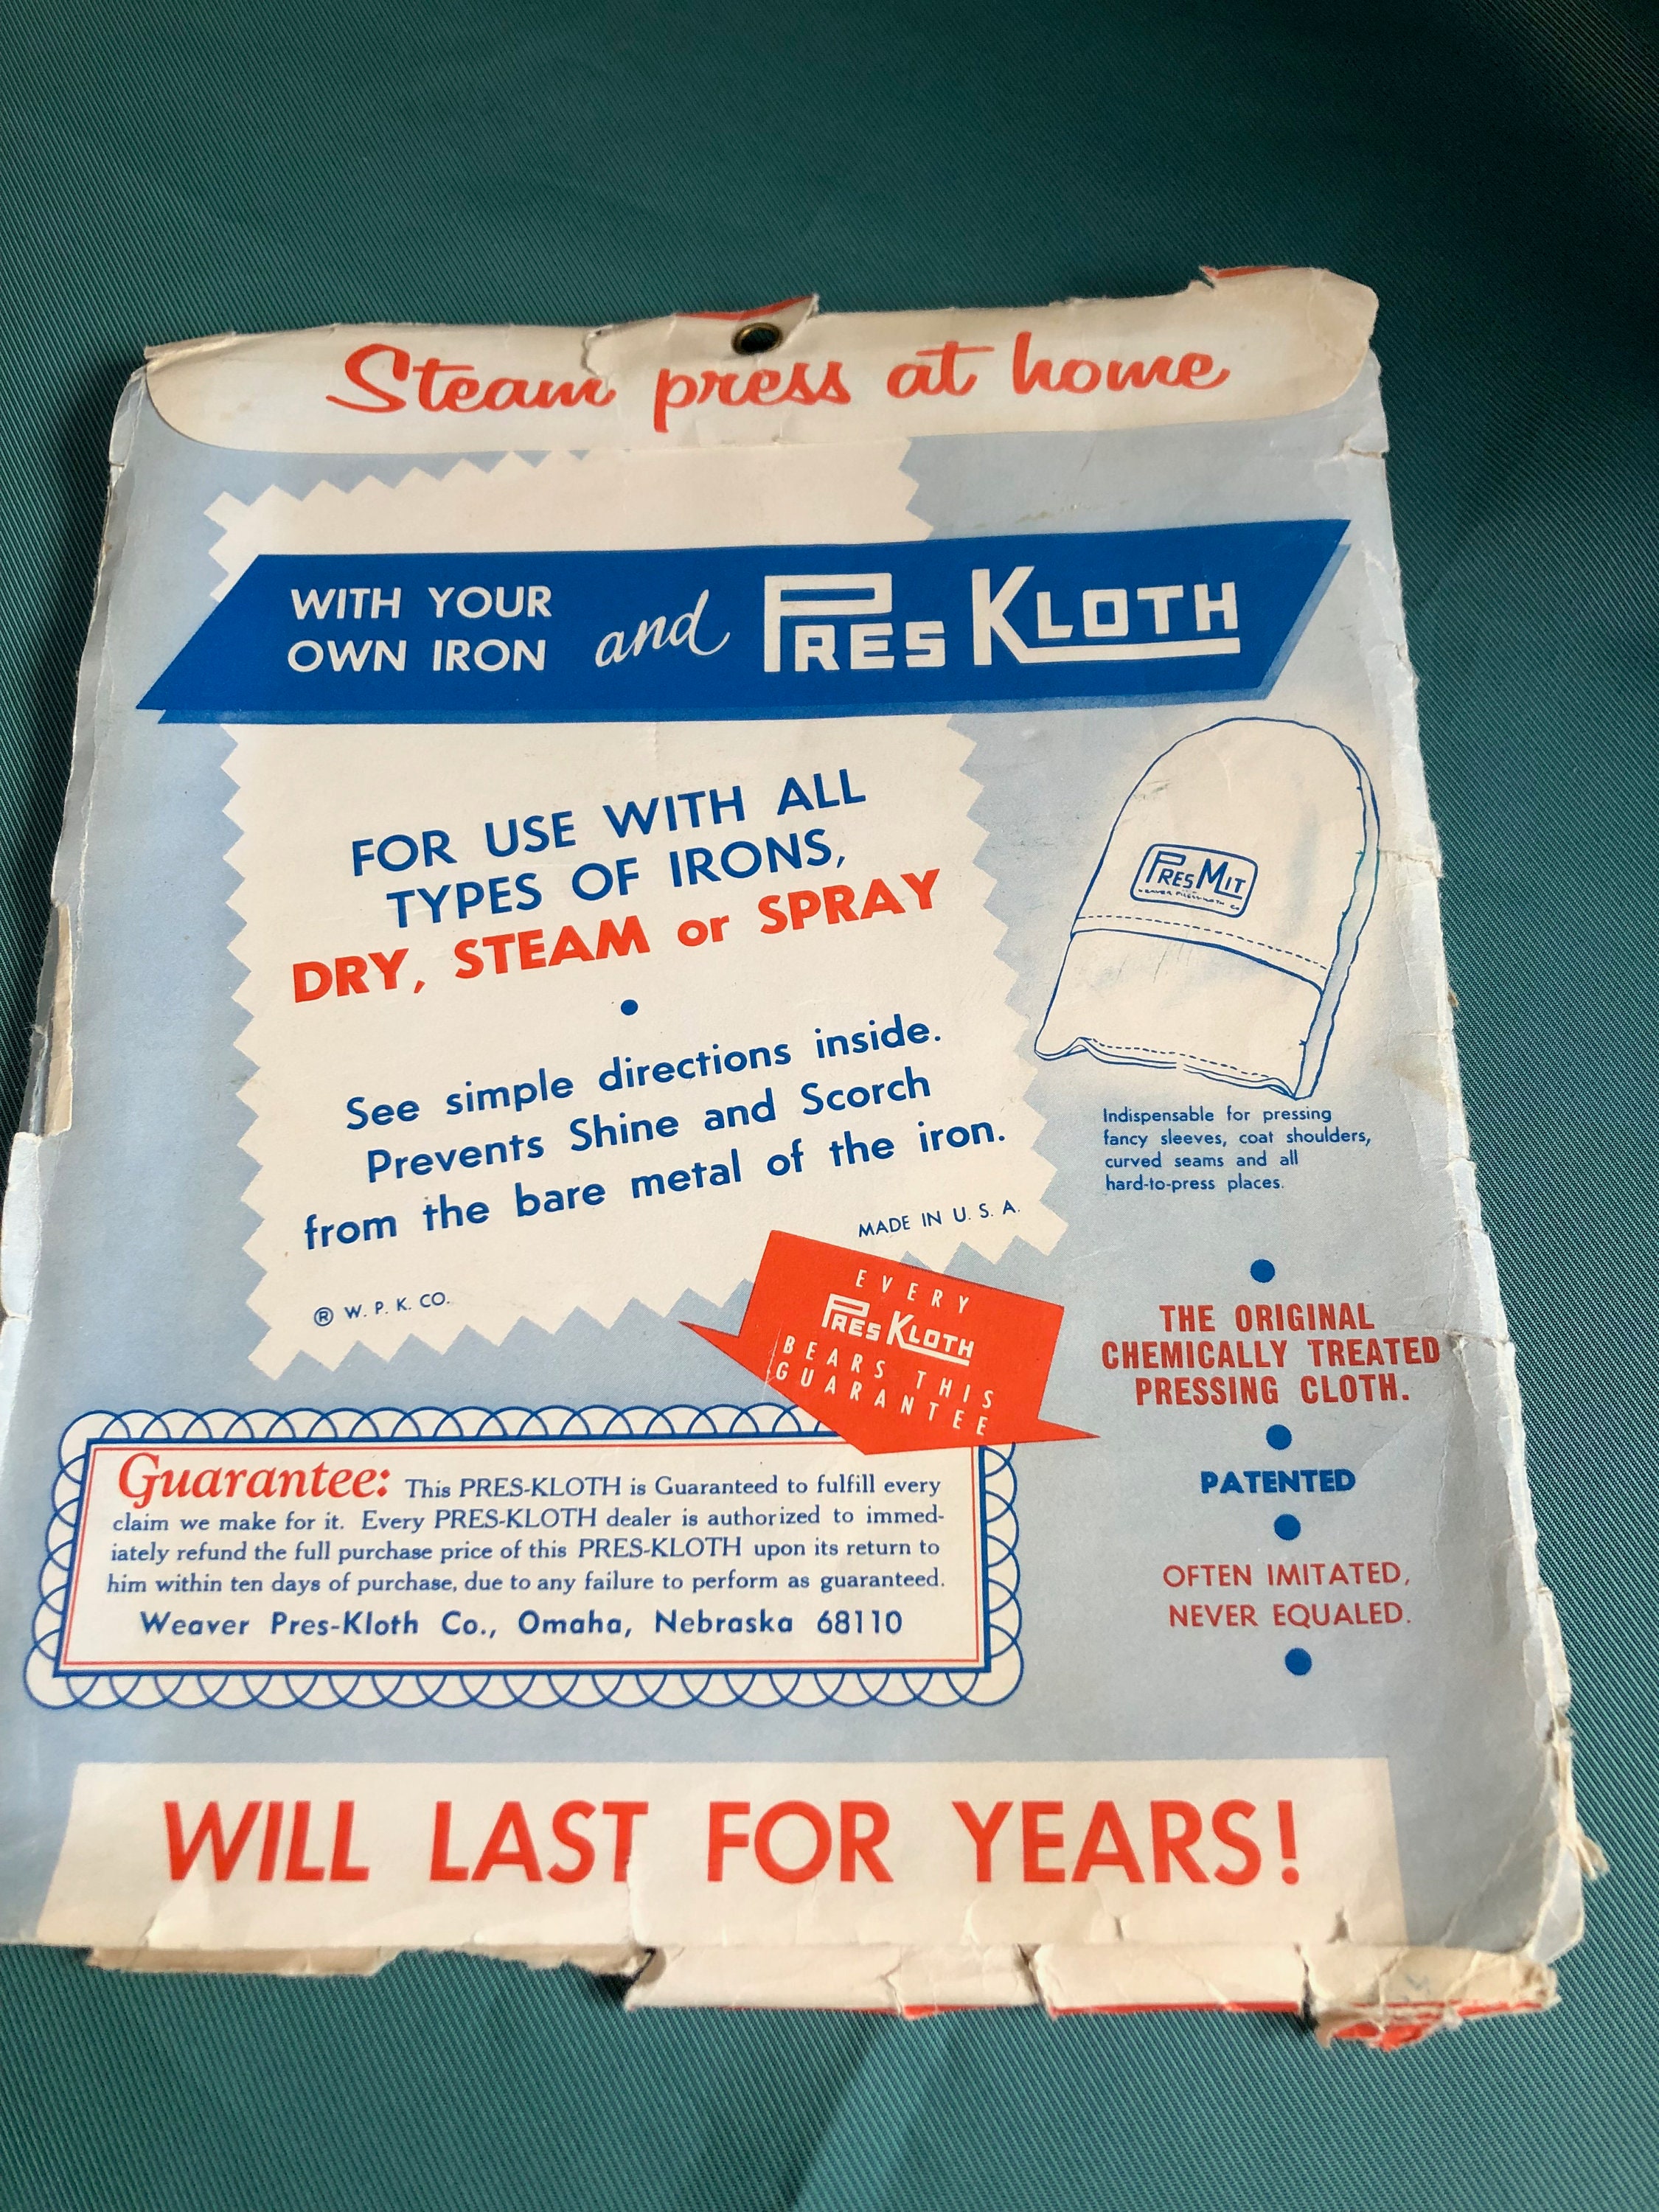 Steam press at home
WITH YOUR
OWN IRON and PRES KLOTH
FOR USE WITH ALL
TYPES OF IRONS,
DRY, STEAM or SPRAY
See simple directions inside.
Prevents Shine and Scorch
from the bare metal of the iron.
MADE IN U. S. A.
® W. P. K. CO.
PRES MIT
Indispensable for pressing
fancy sleeves, coat shoulders,
curved seams and all
hard-to-press places.
EVERY
PRES KLOTH
BEARS THIS
GUARANTEE
THE ORIGINAL
CHEMICALLY TREATED
PRESSING CLOTH.
PATENTED
OFTEN IMITATED,
NEVER EQUALED.
Guarantee: This PRES-KLOTH is Guaranteed to fulfill every
claim we make for it. Every PRES-KLOTH dealer is authorized to immed-
iately refund the full purchase price of this PRES-KLOTH upon its return to
him within ten days of purchase, due to any failure to perform as guaranteed.
Weaver Pres-Kloth Co., Omaha, Nebraska 68110
WILL LAST FOR YEARS!